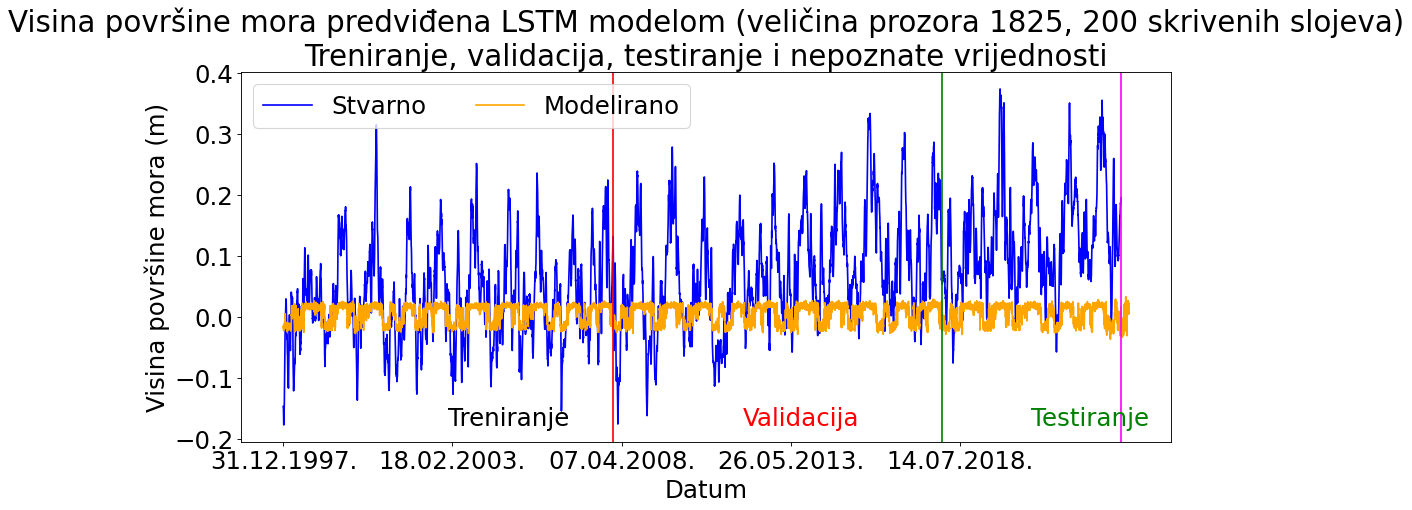 Visina površine mora predviđena LSTM modelom (veličina prozora 1825, 200 skrivenih slojeva)
Treniranje, validacija, testiranje i nepoznate vrijednosti
Visina površine mora (m)
0.4
0.3
0.2
0.1
0.0
−0.1
−0.2
Stvarno Modelirano
Treniranje Validacija Testiranje
31.12.1997. 18.02.2003. 07.04.2008. 26.05.2013. 14.07.2018.
Datum